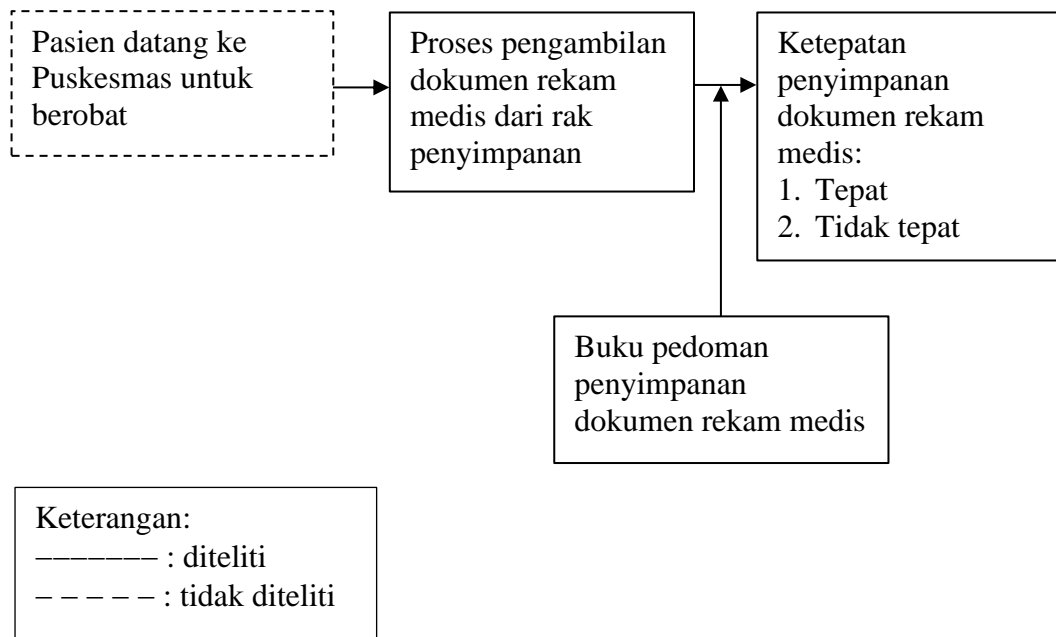 Pasien datang ke
Puskesmas untuk
berobat
Proses pengambilan
dokumen rekam
medis dari rak
penyimpanan
Ketepatan
penyimpanan
dokumen rekam
medis:
1. Tepat
2. Tidak tepat
Buku pedoman
penyimpanan
dokumen rekam medis
Keterangan:
––––––– : diteliti
– – – – – : tidak diteliti